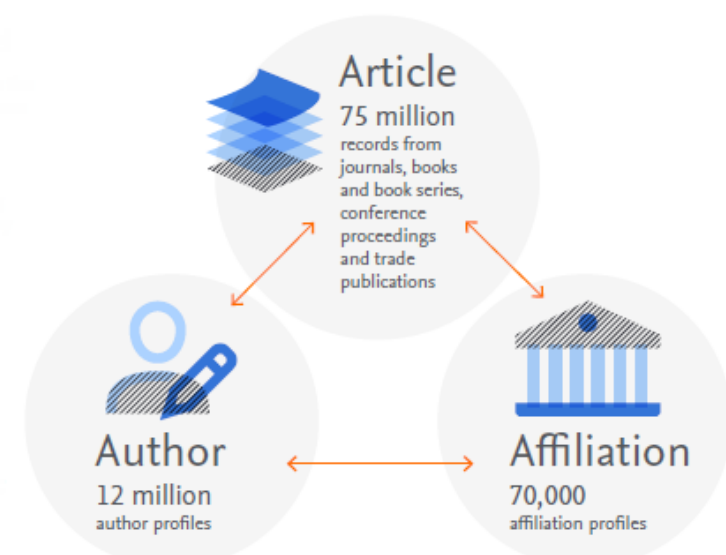 Article
75 million
records from
journals, books
and book series,
conference
proceedings
and trade
publications
Author
12 million
author profiles
Affiliation
70,000
affiliation profiles